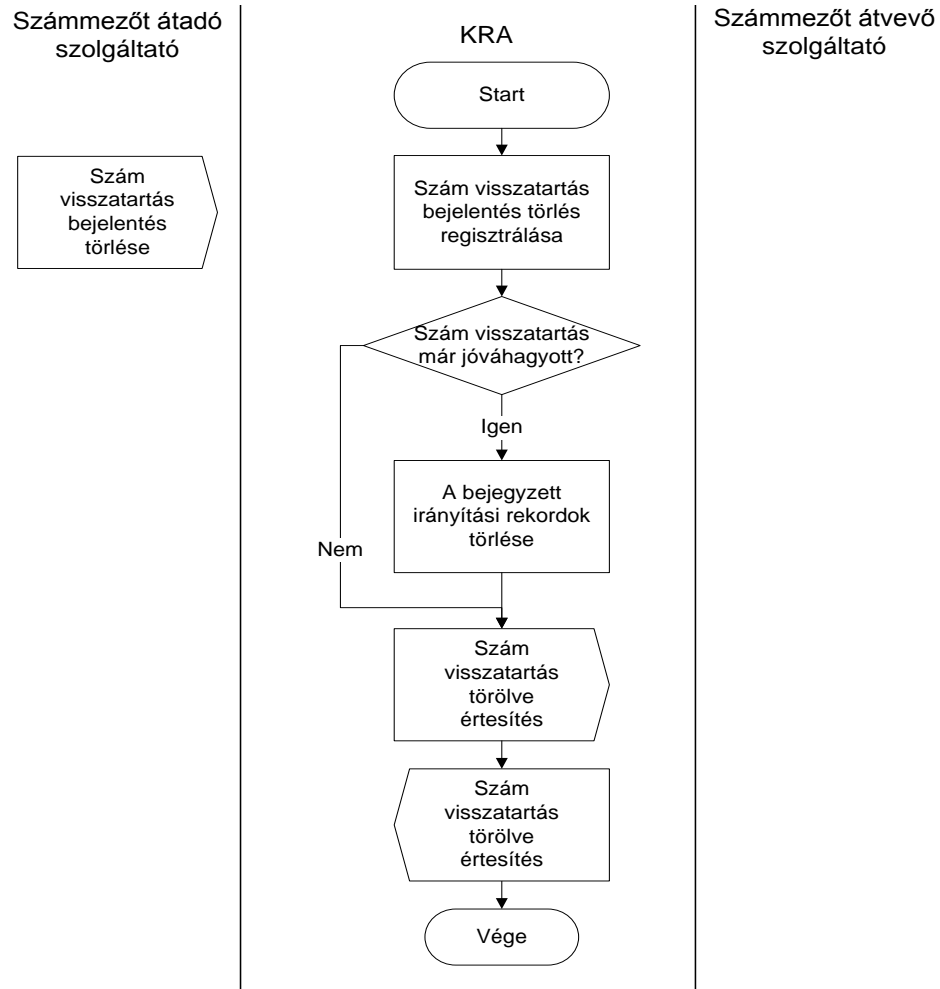 Számmezőt átadó
szolgáltató
KRA
Számmezőt átvevő
szolgáltató
Start
Szám
visszatartás
bejelentés
törlése
Szám visszatartás
bejelentés törlés
regisztrálása
Szám visszatartás
már jóváhagyott?
Igen
A bejegyzett
irányítási rekordok
törlése
Nem
Szám
visszatartás
törölve
értesítés
Szám
visszatartás
törölve
értesítés
Vége